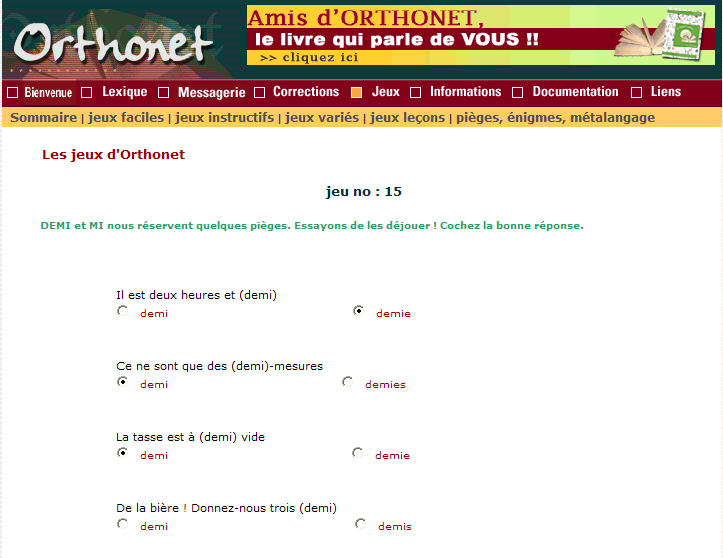 Orthonet
Amis d'ORTHONET,
le livre qui parle de VOUS !!
>> cliquez ici
Bienvenue Lexique Messagerie Corrections Jeux Informations Documentation Liens
Sommaire | jeux faciles | jeux instructifs | jeux variés | jeux leçons | pièges, énigmes, métalangage
Les jeux d'Orthonet
jeu no : 15
DEMI et MI nous réservent quelques pièges. Essayons de les déjouer ! Cochez la bonne réponse.
Il est deux heures et (demi)
demi demie
Ce ne sont que des (demi)-mesures
demi demies
La tasse est à (demi) vide
demi demie
De la bière ! Donnez-nous trois (demi)
demi demis